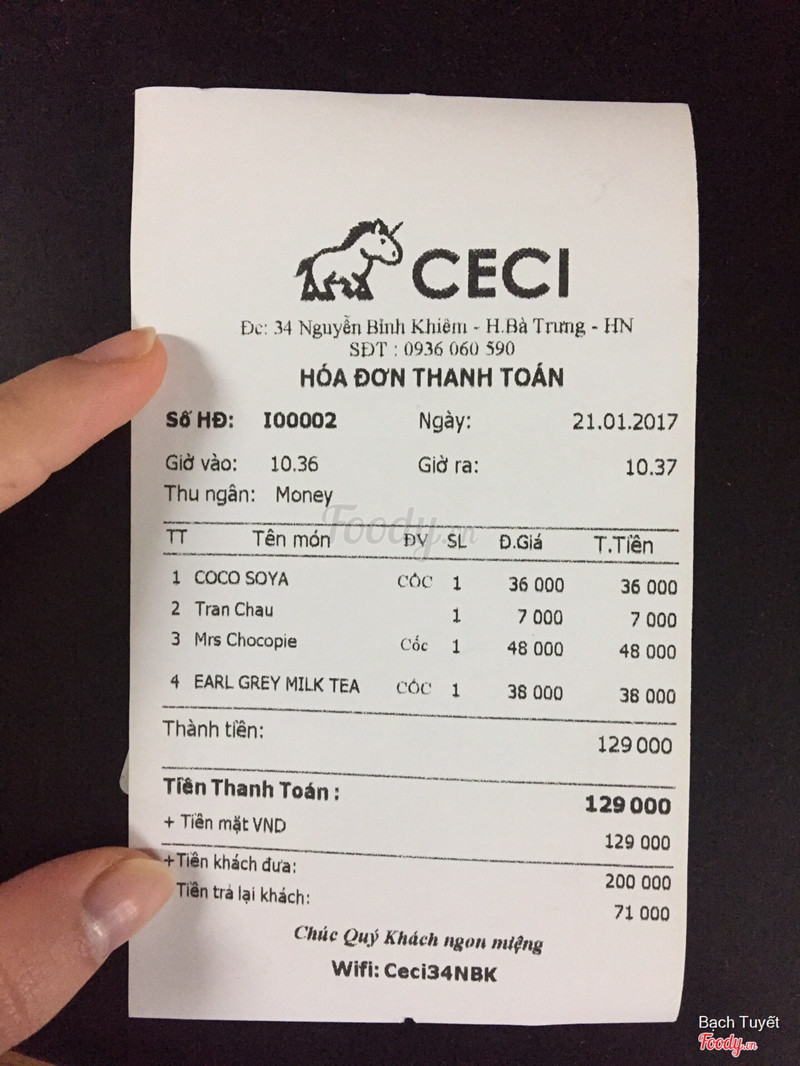 CECI
Đc: 34 Nguyễn Bỉnh Khiêm - H.Bà Trưng - HN
SĐT : 0936 060 590
HÓA ĐƠN THANH TOÁN
Số HĐ: I00002 Ngày: 21.01.2017
Giờ vào: 10.36 Giờ ra: 10.37
Thu ngân: Money
Foody.vn
TT Tên món ĐV SL Đ.Giá T.Tiền
1 COCO SOYA CỐC 1 36 000 36 000
2 Tran Chau 1 7 000 7 000
3 Mrs Chocopie Cốc 1 48 000 48 000
4 EARL GREY MILK TEA CỐC 1 38 000 38 000
Thành tiền: 129 000
Tiền Thanh Toán : 129 000
+ Tiền mặt VND 129 000
+Tiền khách đưa: 200 000
Tiền trả lại khách: 71 000
Chúc Quý Khách ngon miệng
Wifi: Ceci34NBK
Bạch Tuyết
Foody.vn